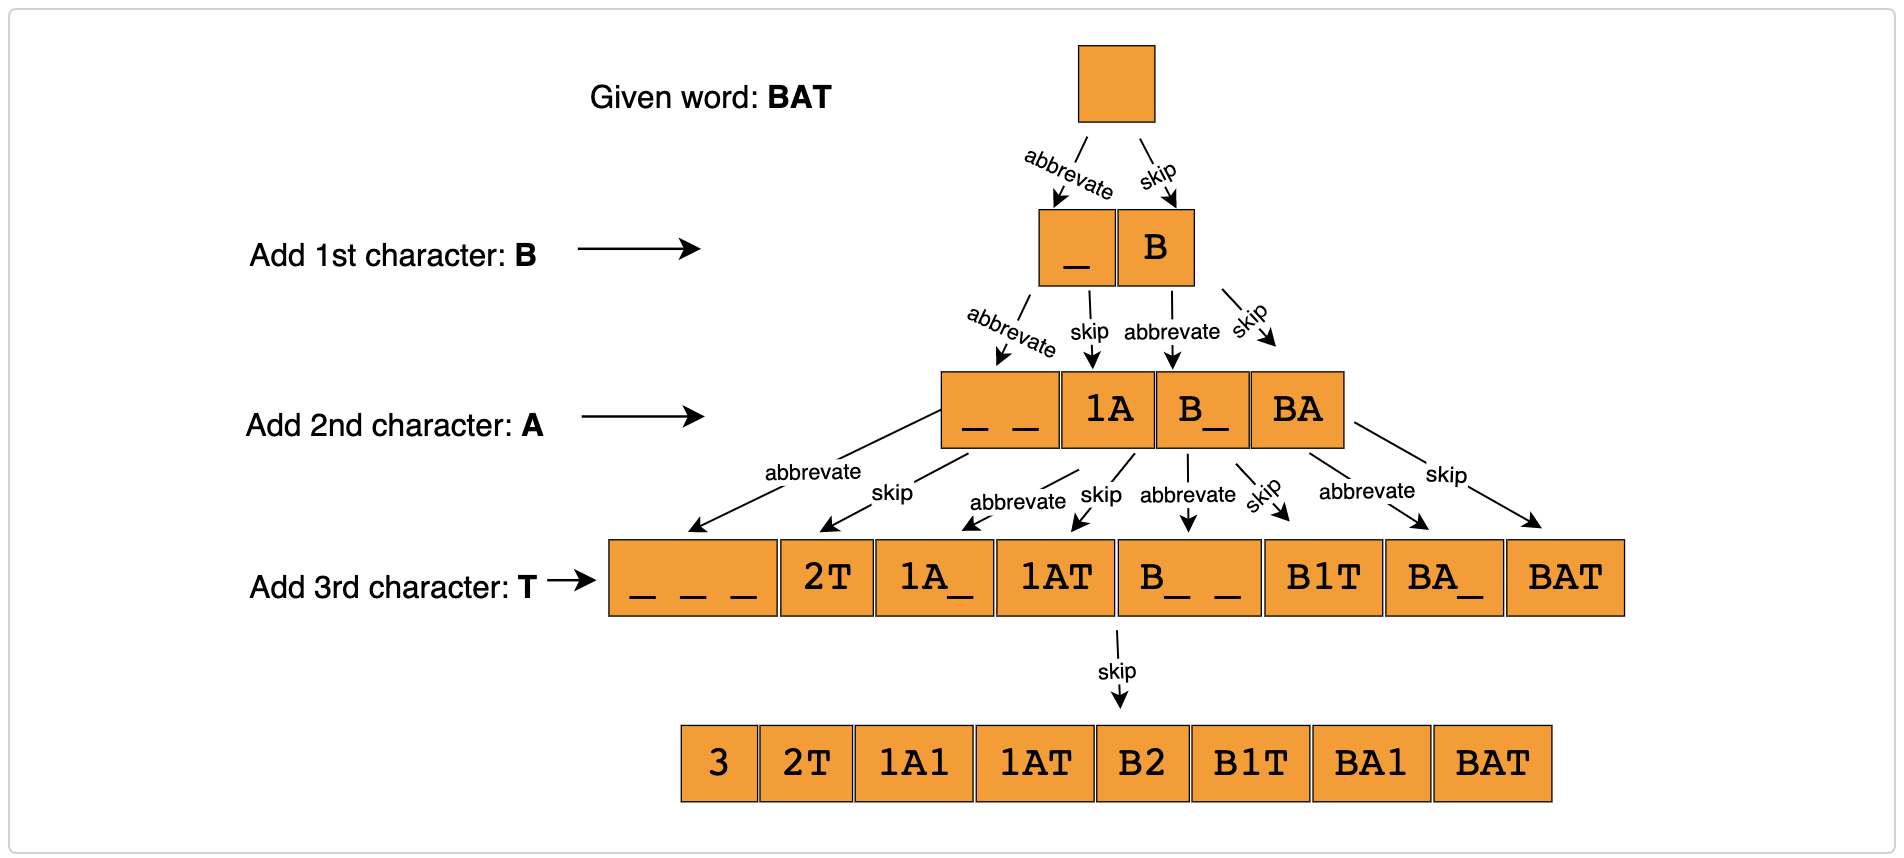 Given word: BAT
abbrevate skip
Add 1st character: B
_ B
abbrevate skip abbrevate skip
Add 2nd character: A
_ _ 1A B_ BA
abbrevate skip abbrevate skip abbrevate skip abbrevate skip
Add 3rd character: T
_ _ _ 2T 1A_ 1AT B_ _ B1T BA_ BAT
skip
3 2T 1A1 1AT B2 B1T BA1 BAT